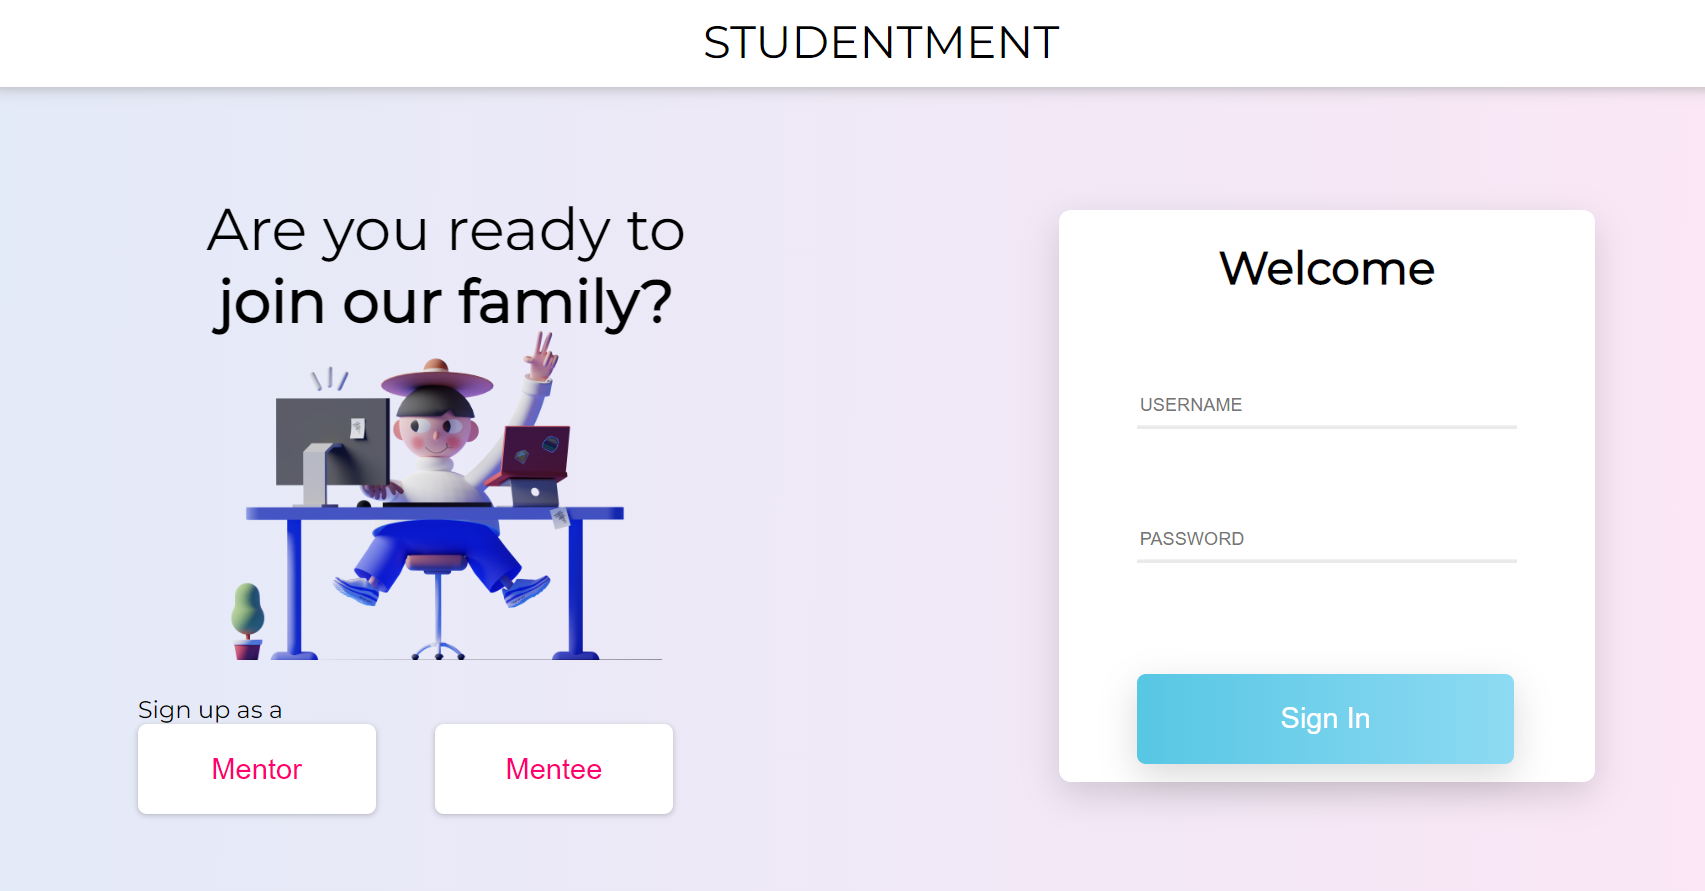 STUDENTMENT
Are you ready to
join our family?
Sign up as a
Mentor
Mentee
Welcome
USERNAME
PASSWORD
Sign In